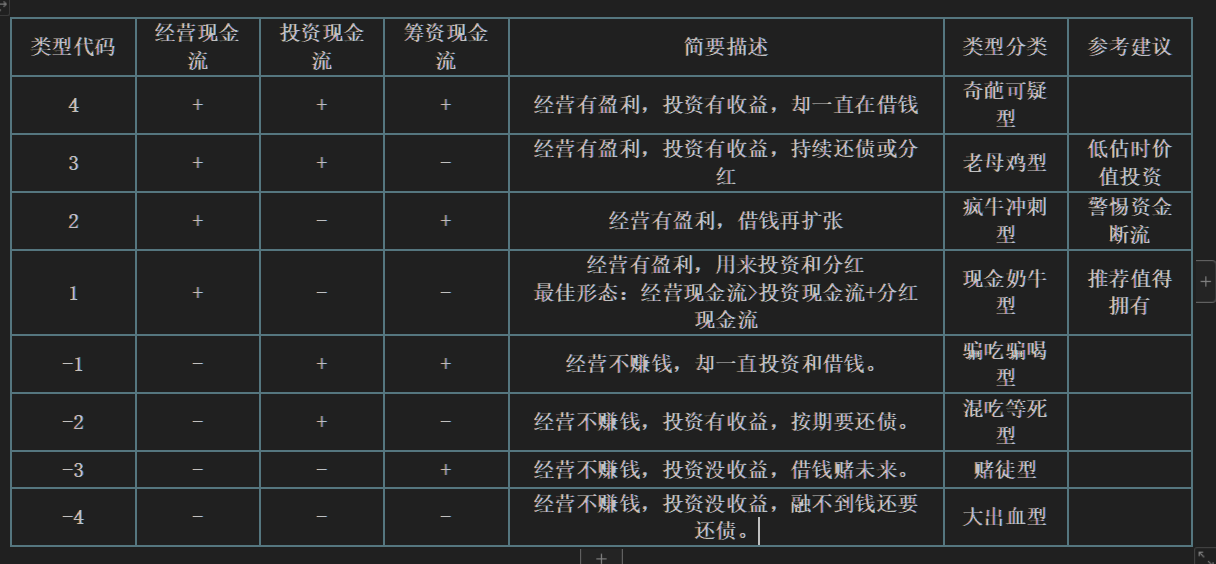 类型代码 经营现金流 投资现金流 筹资现金流 简要描述 类型分类 参考建议
4 + + + 经营有盈利，投资有收益，却一直在借钱 奇葩可疑型
3 + + - 经营有盈利，投资有收益，持续还债或分红 老母鸡型 低估时价值投资
2 + - + 经营有盈利，借钱再扩张 疯牛冲刺型 警惕资金断流
1 + - - 经营有盈利，用来投资和分红
最佳形态：经营现金流>投资现金流+分红现金流 现金奶牛型 推荐值得拥有
-1 - + + 经营不赚钱，却一直投资和借钱。 骗吃骗喝型
-2 - + - 经营不赚钱，投资有收益，按期要还债。 混吃等死型
-3 - - + 经营不赚钱，投资没收益，借钱赌未来。 赌徒型
-4 - - - 经营不赚钱，投资没收益，融不到钱还要还债。 大出血型